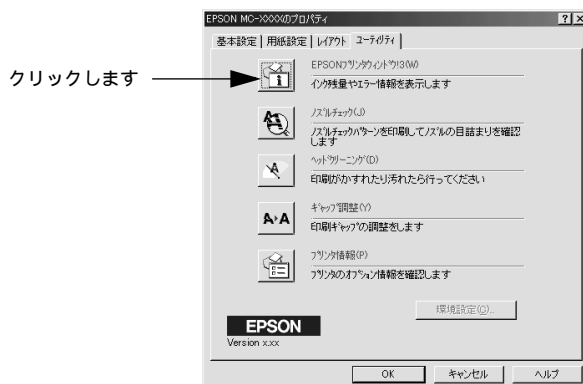 EPSON MC-XXXXのプロパティ
基本設定 用紙設定 レイアウト ユーティリティ
クリックします
EPSONプリンタウィンドウ!3(W)
インク残量やエラー情報を表示します
ノズルチェック(J)
ノズルチェックパターンを印刷してノズルの目詰まりを確認
します
ヘッドクリーニング(D)
印刷がかすれたり汚れたら行ってください
ギャップ調整(Y)
印刷ギャップの調整をします
プリンタ情報(P)
プリンタのオプション情報を確認します
環境設定(G)...
EPSON
Version x.xx
OK キャンセル ヘルプ